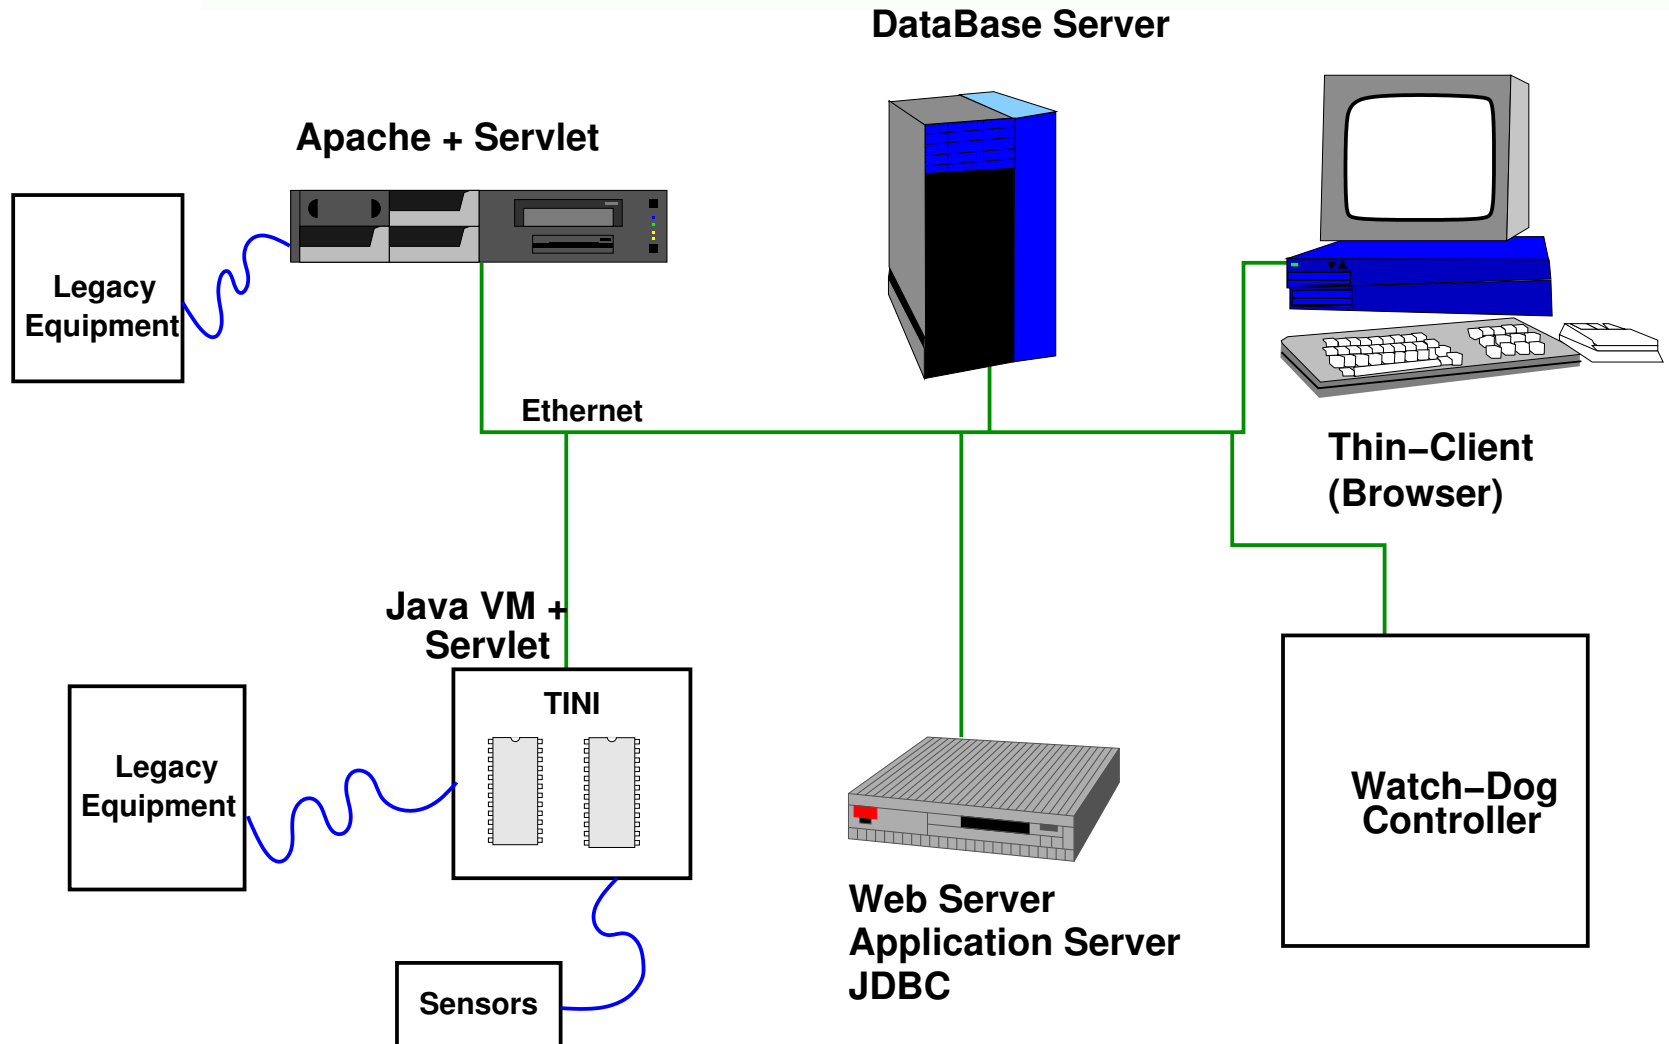 DataBase Server
Apache + Servlet
Legacy
Equipment
Ethernet
Thin−Client
(Browser)
Java VM +
Servlet
TINI
Legacy
Equipment
Watch−Dog
Controller
Web Server
Application Server
JDBC
Sensors